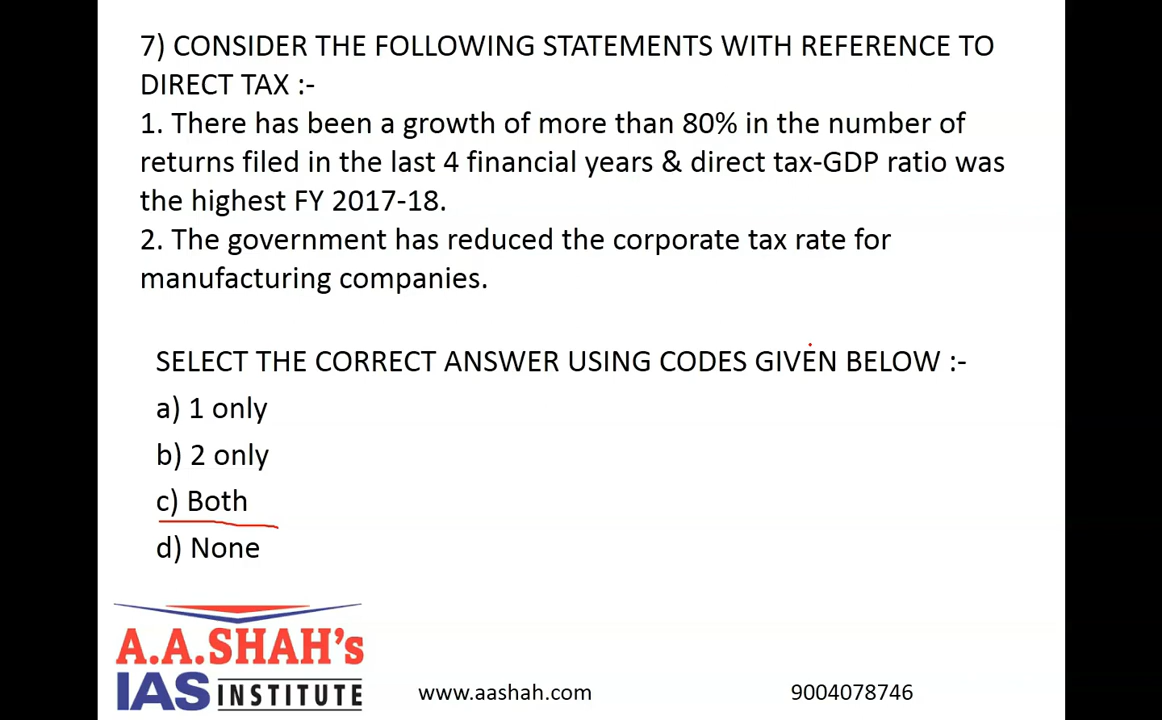 7) CONSIDER THE FOLLOWING STATEMENTS WITH REFERENCE TO
DIRECT TAX :-
1. There has been a growth of more than 80% in the number of
returns filed in the last 4 financial years & direct tax-GDP ratio was
the highest FY 2017-18.
2. The government has reduced the corporate tax rate for
manufacturing companies.
SELECT THE CORRECT ANSWER USING CODES GIVEN BELOW :-
a) 1 only
b) 2 only
c) Both
d) None
A.A.SHAH's
IAS INSTITUTE
www.aashah.com
9004078746